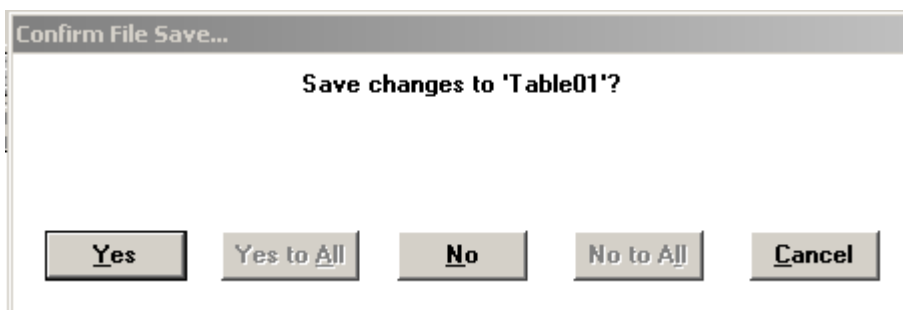 Confirm File Save...
Save changes to 'Table01'?
Yes Yes to All No No to All Cancel